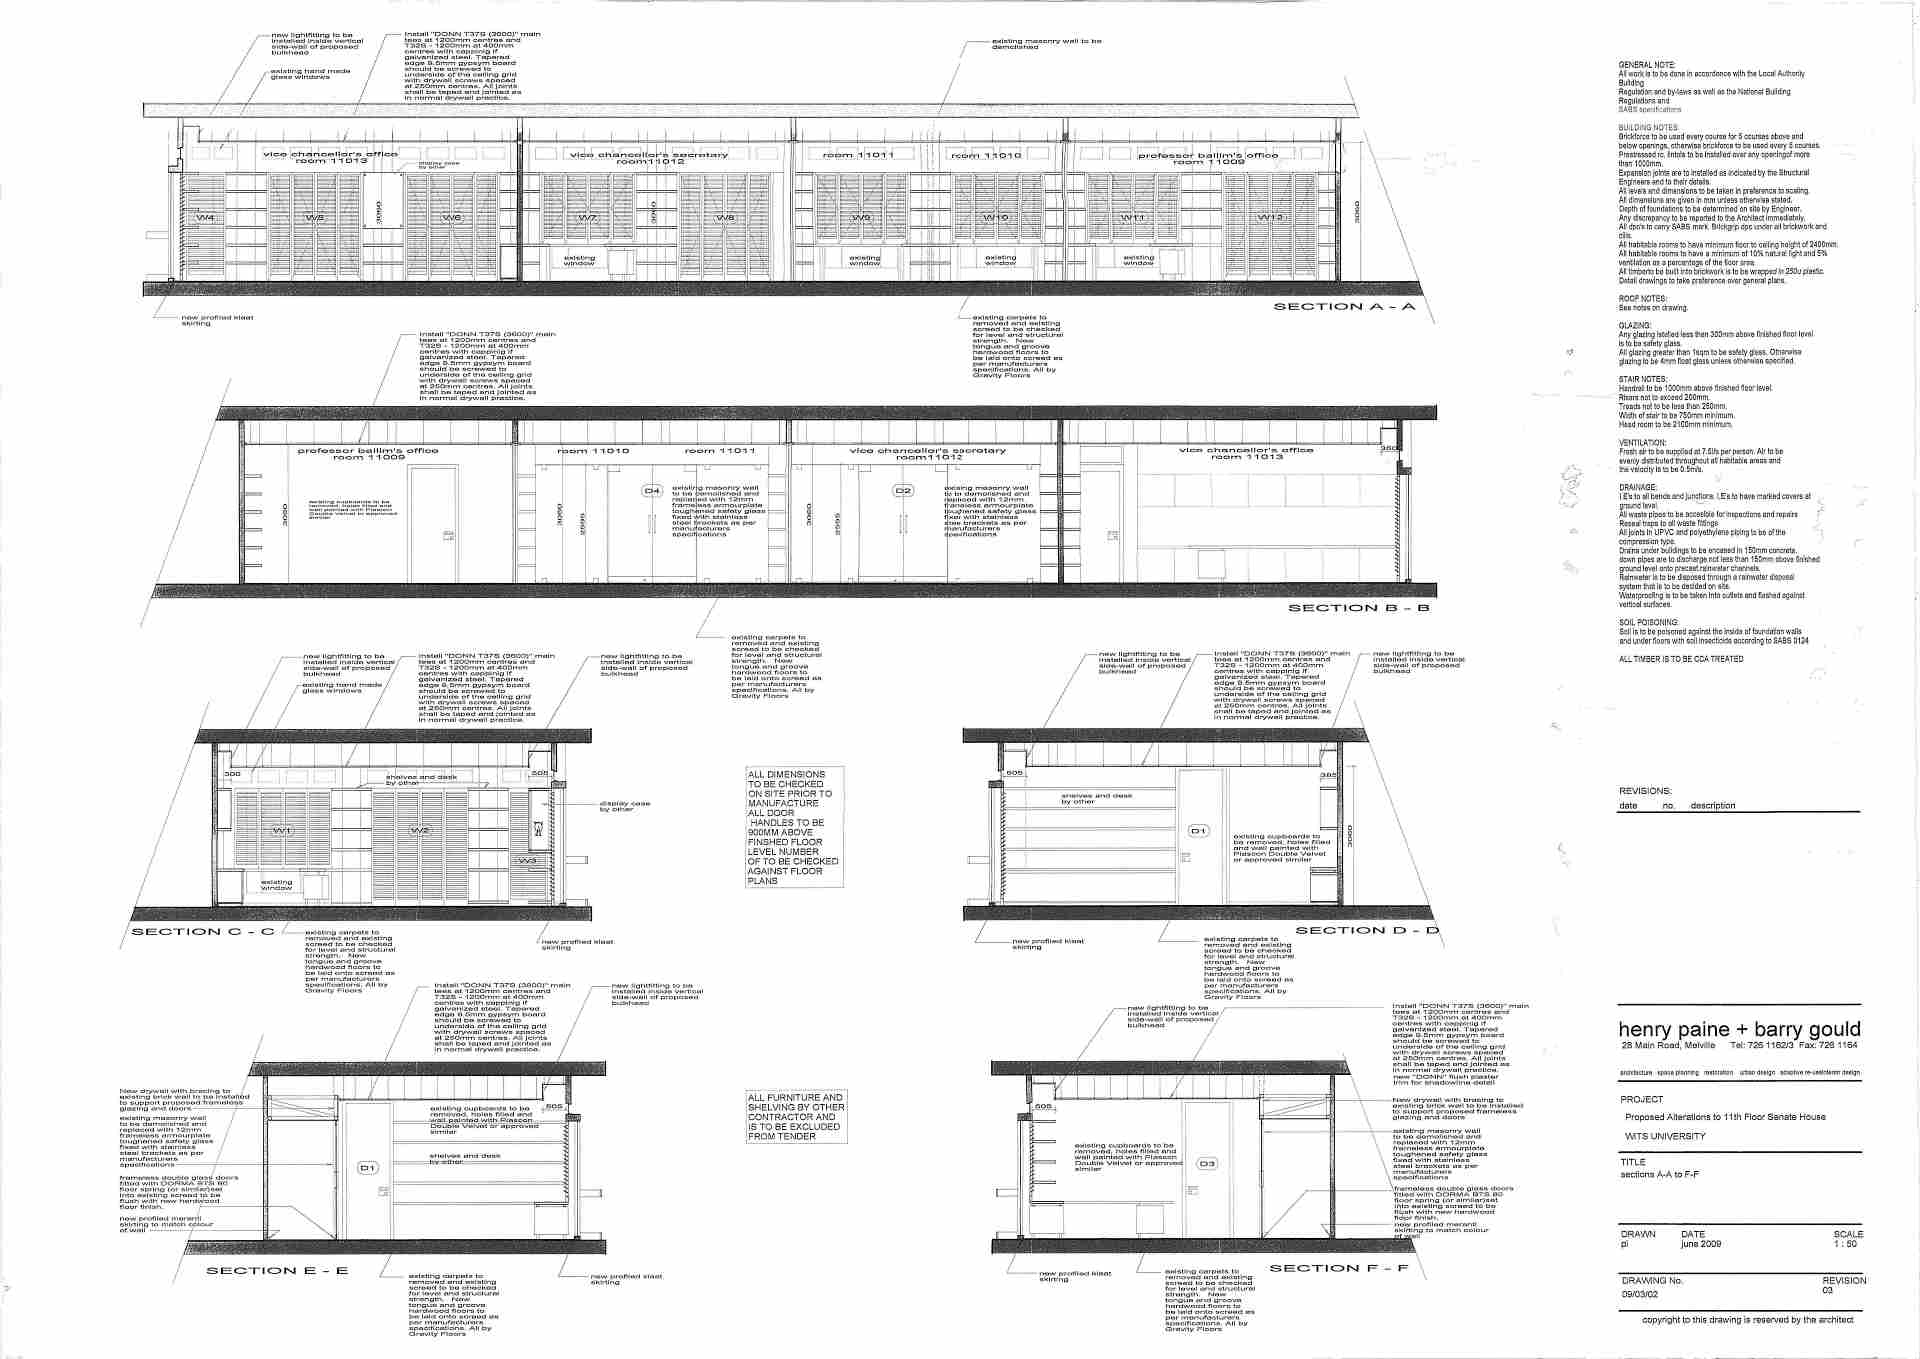 new lightfitting to be
installed inside vertical
side-wall of proposed
bulkhead
existing hand made
glass windows
Install "DONN T37S (3600)" main
tees at 1200mm centres and
T32S - 1200mm at 400mm
centres with capping if
galvanized steel. Tapered
edge 9.5mm gypsym board
should be screwed to
underside of the ceiling grid
with drywall screws spaced
at 250mm centres. All joints
shall be taped and jointed as
in normal drywall practice.
existing masonry wall to be
demolished
vice chancellor's office
room 11013
display case
by other
vice chancellor's secretary
room11012
room 11011
room 11010
professor ballim's office
room 11009
W4
W5
3060
W6
W7
3060
W8
W9
W10
W11
W12
3060
existing
window
existing
window
existing
window
existing
window
SECTION A - A
new profiled kiaat
skirting
existing carpets to
removed and existing
screed to be checked
for level and structural
strength. New
tongue and groove
hardwood floors to
be laid onto screed as
per manufacturers
specifications. All by
Gravity Floors
Install "DONN T37S (3600)" main
tees at 1200mm centres and
T32S - 1200mm at 400mm
centres with cappinig if
galvanized steel. Tapered
edge 9.5mm gypsym board
should be screwed to
underside of the ceiling grid
with drywall screws spaced
at 250mm centres. All joints
shall be taped and jointed as
in normal drywall practice.
professor ballim's office
room 11009
room 11010
room 11011
vice chancellor's secretary
room11012
vice chancellor's office
room 11013
350
existing cupboards to be
removed, holes filled and
wall painted with Plascon
Double Velvet or approved
similar
3060
3060
2595
D4
existing masonry wall
to be demolished and
replaced with 12mm
frameless armourplate
toughened safety glass
fixed with stainless
steel brackets as per
manufacturers
specifications
3060
2595
D2
existing masonry wall
to be demolished and
replaced with 12mm
frameless armourplate
toughened safety glass
fixed with stainless
steel brackets as per
manufacturers
specifications
SECTION B - B
existing carpets to
removed and existing
screed to be checked
for level and structural
strength. New
tongue and groove
hardwood floors to
be laid onto screed as
per manufacturers
specifications. All by
Gravity Floors
new lightfitting to be
installed inside vertical
side-wall of proposed
bulkhead
existing hand made
glass windows
Install "DONN T37S (3600)" main
tees at 1200mm centres and
T32S - 1200mm at 400mm
centres with cappinig if
galvanized steel. Tapered
edge 9.5mm gypsym board
should be screwed to
underside of the ceiling grid
with drywall screws spaced
at 250mm centres. All joints
shall be taped and jointed as
in normal drywall practice.
new lightfitting to be
installed inside vertical
side-wall of proposed
bulkhead
300
shelves and desk
by other
505
display case
by other
W1
W2
W3
existing
window
SECTION C - C
existing carpets to
removed and existing
screed to be checked
for level and structural
strength. New
tongue and groove
hardwood floors to
be laid onto screed as
per manufacturers
specifications. All by
Gravity Floors
new profiled kiaat
skirting
ALL DIMENSIONS
TO BE CHECKED
ON SITE PRIOR TO
MANUFACTURE
ALL DOOR
HANDLES TO BE
900MM ABOVE
FINSHED FLOOR
LEVEL NUMBER
OF TO BE CHECKED
AGAINST FLOOR
PLANS
new lightfitting to be
installed inside vertical
side-wall of proposed
bulkhead
Install "DONN T37S (3600)" main
tees at 1200mm centres and
T32S - 1200mm at 400mm
centres with cappinig if
galvanized steel. Tapered
edge 9.5mm gypsym board
should be screwed to
underside of the ceiling grid
with drywall screws spaced
at 250mm centres. All joints
shall be taped and jointed as
in normal drywall practice.
new lightfitting to be
installed inside vertical
side-wall of proposed
bulkhead
505
385
shelves and desk
by other
D1
existing cupboards to
be removed, holes filled
and wall painted with
Plascon Double Velvet
or approved similar
3060
SECTION D - D
new profiled kiaat
skirting
existing carpets to
removed and existing
screed to be checked
for level and structural
strength. New
tongue and groove
hardwood floors to
be laid onto screed as
per manufacturers
specifications. All by
Gravity Floors
Install "DONN T37S (3600)" main
tees at 1200mm centres and
T32S - 1200mm at 400mm
centres with cappinig if
galvanized steel. Tapered
edge 9.5mm gypsym board
should be screwed to
underside of the ceiling grid
with drywall screws spaced
at 250mm centres. All joints
shall be taped and jointed as
in normal drywall practice.
new lightfitting to be
installed inside vertical
side-wall of proposed
bulkhead
New drywall with bracing to
existing brick wall to be installed
to support proposed frameless
glazing and doors
existing masonry wall
to be demolished and
replaced with 12mm
frameless armourplate
toughened safety glass
fixed with stainless
steel brackets as per
manufacturers
specifications
frameless double glass doors
fitted with DORMA BTS 80
floor spring (or similar)set
into existing screed to be
flush with new hardwood
floor finish.
new profiled meranti
skirting to match colour
of wall
existing cupboards to be
removed, holes filled and
wall painted with Plascon
Double Velvet or approved
similar
505
shelves and desk
by other
D1
SECTION E - E
existing carpets to
removed and existing
screed to be checked
for level and structural
strength. New
tongue and groove
hardwood floors to
be laid onto screed as
per manufacturers
specifications. All by
Gravity Floors
new profiled kiaat
skirting
ALL FURNITURE AND
SHELVING BY OTHER
CONTRACTOR AND
IS TO BE EXCLUDED
FROM TENDER
new lightfitting to be
installed inside vertical
side-wall of proposed
bulkhead
Install "DONN T37S (3600)" main
tees at 1200mm centres and
T32S - 1200mm at 400mm
centres with cappinig if
galvanized steel. Tapered
edge 9.5mm gypsym board
should be screwed to
underside of the ceiling grid
with drywall screws spaced
at 250mm centres. All joints
shall be taped and jointed as
in normal drywall practice.
new "DONN" flush plaster
trim for shadowline detail
New drywall with bracing to
existing brick wall to be installed
to support proposed frameless
glazing and doors
existing masonry wall
to be demolished and
replaced with 12mm
frameless armourplate
toughened safety glass
fixed with stainless
steel brackets as per
manufacturers
specifications
frameless double glass doors
fitted with DORMA BTS 80
floor spring (or similar)set
into existing screed to be
flush with new hardwood
floor finish.
new profiled meranti
skirting to match colour
of wall
505
existing cupboards to be
removed, holes filled and
wall painted with Plascon
Double Velvet or approved
similar
D3
SECTION F - F
new profiled kiaat
skirting
existing carpets to
removed and existing
screed to be checked
for level and structural
strength. New
tongue and groove
hardwood floors to
be laid onto screed as
per manufacturers
specifications. All by
Gravity Floors
GENERAL NOTE:
All work is to be done in accordance with the Local Authority
Building
Regulation and by-laws as well as the National Building
Regulations and
SABS specifications
BUILDING NOTES:
Brickforce to be used every course for 5 courses above and
below openings, otherwise brickforce to be used every 5 courses.
Prestressed rc. lintols to be installed over any openingof more
than 1000mm.
Expansion joints are to installed as indicated by the Structural
Engineers and to their details.
All levels and dimensions to be taken in preference to scaling.
All dimensions are given in mm unless otherwise stated.
Depth of foundations to be determined on site by Engineer.
Any discrepancy to be reported to the Architect immediately.
All dpc's to carry SABS mark. Brickgrip dpc under all brickwork and
cills.
All habitable rooms to have minimum floor to ceiling height of 2400mm.
All habitable rooms to have a minimum of 10% natural light and 5%
ventilation as a percentage of the floor area.
All timberto be built into brickwork is to be wrapped in 250u plastic.
Detail drawings to take preference over general plans.
ROOF NOTES:
See notes on drawing.
GLAZING:
Any glazing istalled less than 300mm above finished floor level
is to be safety glass.
All glazing greater than 1sqm to be safety glass. Otherwise
glazing to be 4mm float glass unless otherwise specified.
STAIR NOTES:
Handrail to be 1000mm above finished floor level.
Risers not to exceed 200mm.
Treads not to be less than 250mm.
Width of stair to be 750mm minimum.
Head room to be 2100mm minimum.
VENTILATION:
Fresh air to be supplied at 7.5l/s per person. Air to be
evenly distributed throughout all habitable areas and
the velocity is to be 0.5m/s.
DRAINAGE:
I.E's to all bends and junctions. I.E's to have marked covers at
ground level.
All waste pipes to be accesible for inspections and repairs
Reseal traps to all waste fittings
All joints in UPVC and polyethylene piping to be of the
compression type.
Drains under buildings to be encased in 150mm concrete.
down pipes are to discharge not less than 150mm above finished
ground level onto precast rainwater channels.
Rainwater is to be disposed through a rainwater disposal
system that is to be decided on site.
Waterproofing is to be taken into outlets and flashed against
vertical surfaces.
SOIL POISONING:
Soil is to be poisoned against the inside of foundation walls
and under floors with soil insecticide according to SABS 0124
ALL TIMBER IS TO BE CCA TREATED
REVISIONS:
date no. description
henry paine + barry gould
28 Main Road, Melville Tel: 726 1162/3 Fax: 726 1164
architecture space planning restoration urban design adaptive re-use interior design
PROJECT
Proposed Alterations to 11th Floor Senate House
WITS UNIVERSITY
TITLE
sections A-A to F-F
DRAWN DATE SCALE
pi june 2009 1 : 50
DRAWING No. REVISION
09/03/02 03
copyright to this drawing is reserved by the architect